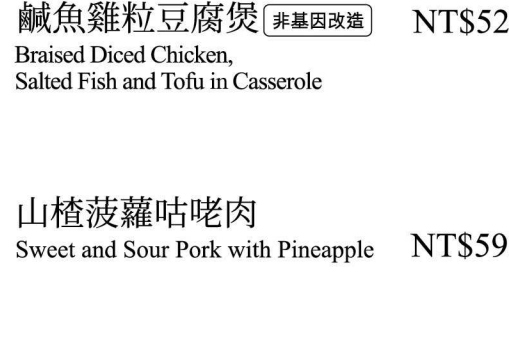 鹹魚雞粒豆腐煲 非基因改造 NT$52
Braised Diced Chicken,
Salted Fish and Tofu in Casserole
山楂菠蘿咕咾肉
Sweet and Sour Pork with Pineapple NT$59